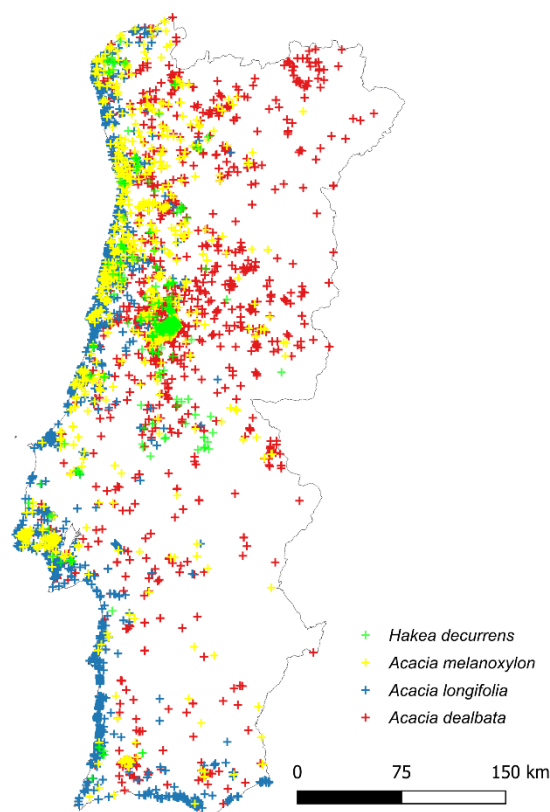 Hakea decurrens
Acacia melanoxylon
Acacia longifolia
Acacia dealbata
0 75 150 km